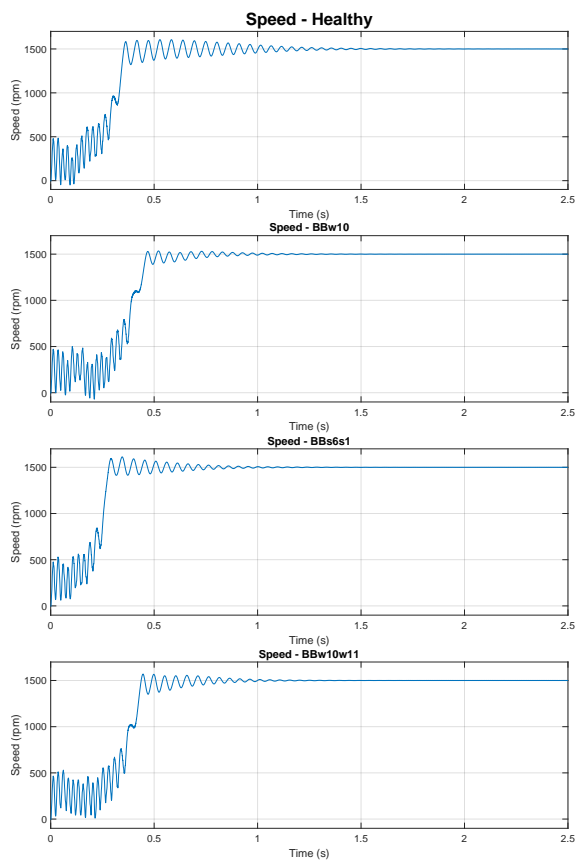 Speed - Healthy
1500
1000
500
0
Speed (rpm)
0 0.5 1 1.5 2 2.5
Time (s)
Speed - BBw10
1500
1000
500
0
Speed (rpm)
0 0.5 1 1.5 2 2.5
Time (s)
Speed - BBs6s1
1500
1000
500
0
Speed (rpm)
0 0.5 1 1.5 2 2.5
Time (s)
Speed - BBw10w11
1500
1000
500
0
Speed (rpm)
0 0.5 1 1.5 2 2.5
Time (s)